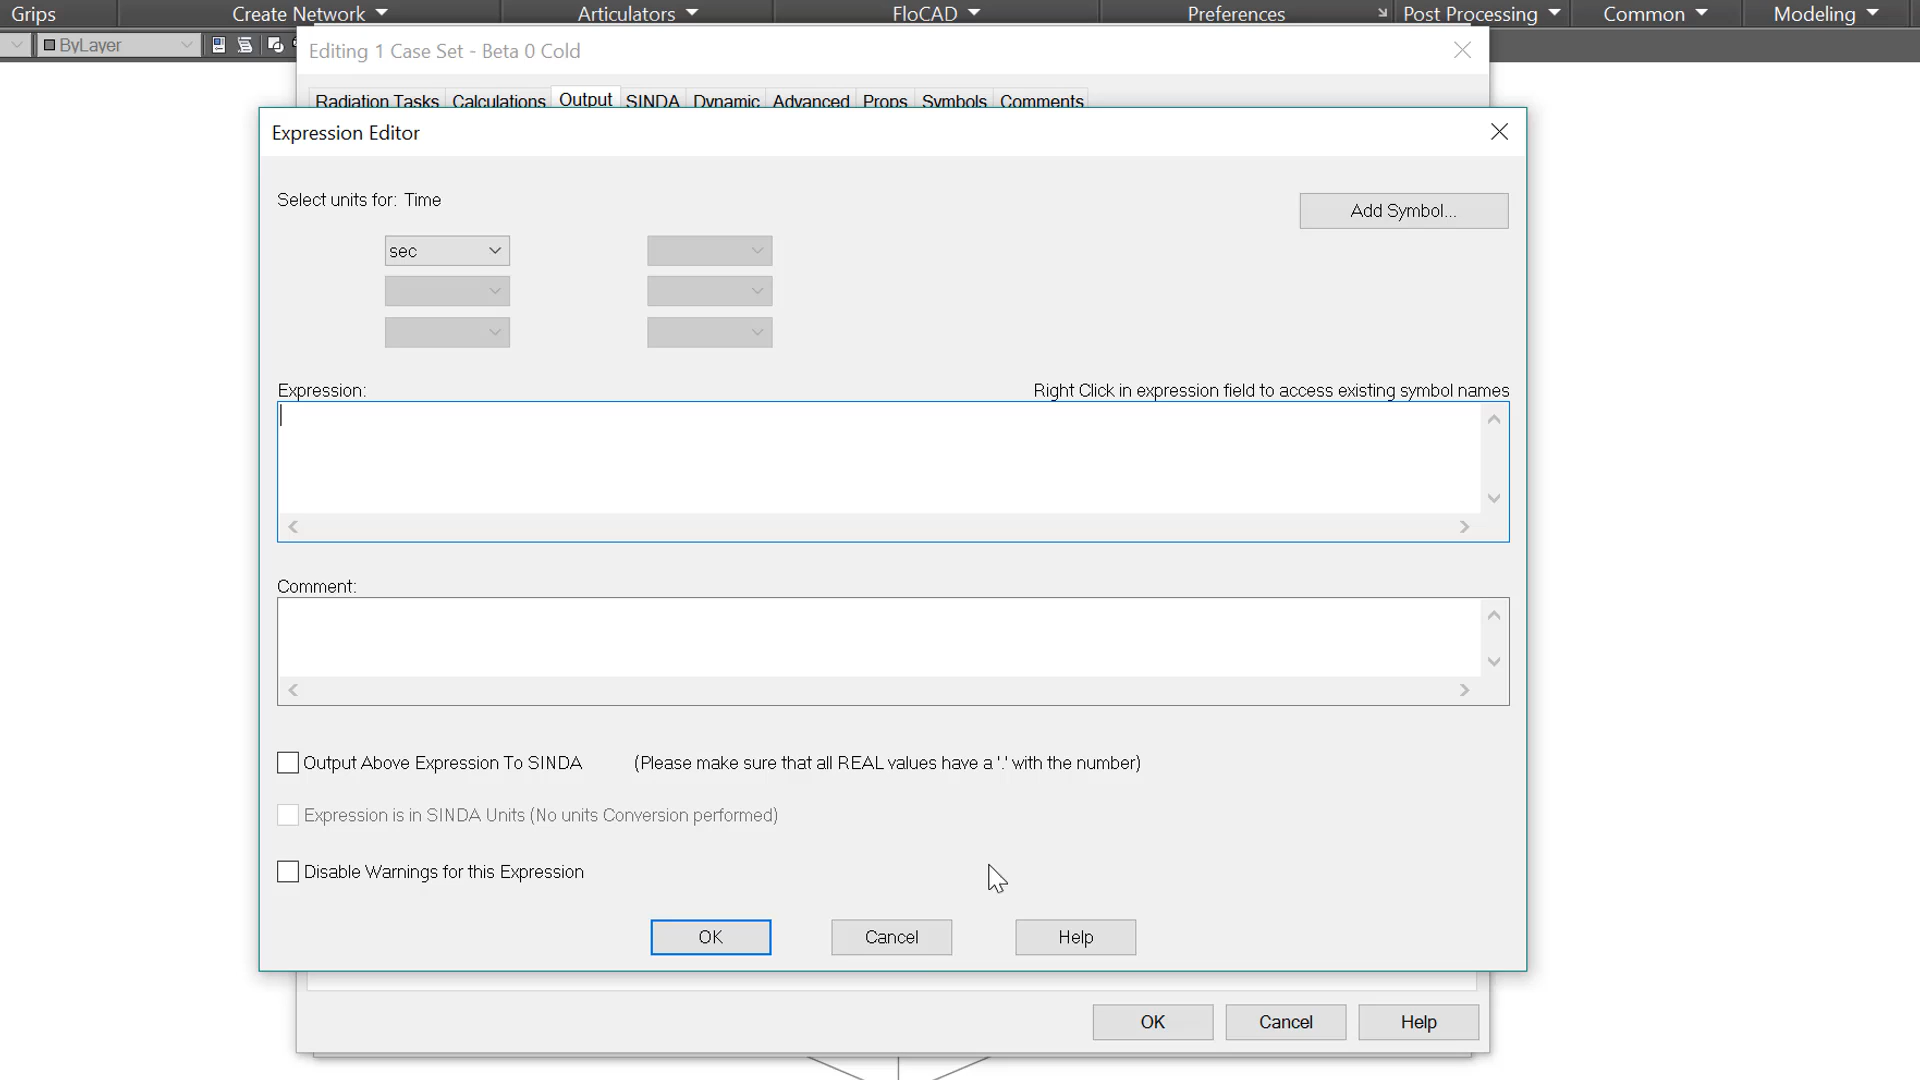 Grips Create Network Articulators FloCAD Preferences Post Processing Common Modeling
ByLayer
Editing 1 Case Set - Beta 0 Cold
Radiation Tasks Calculations Output SINDA Dynamic Advanced Props Symbols Comments
Expression Editor
Select units for: Time
Add Symbol...
sec
Expression:
Right Click in expression field to access existing symbol names
Comment:
Output Above Expression To SINDA (Please make sure that all REAL values have a '.' with the number)
Expression is in SINDA Units (No units Conversion performed)
Disable Warnings for this Expression
OK Cancel Help
OK Cancel Help